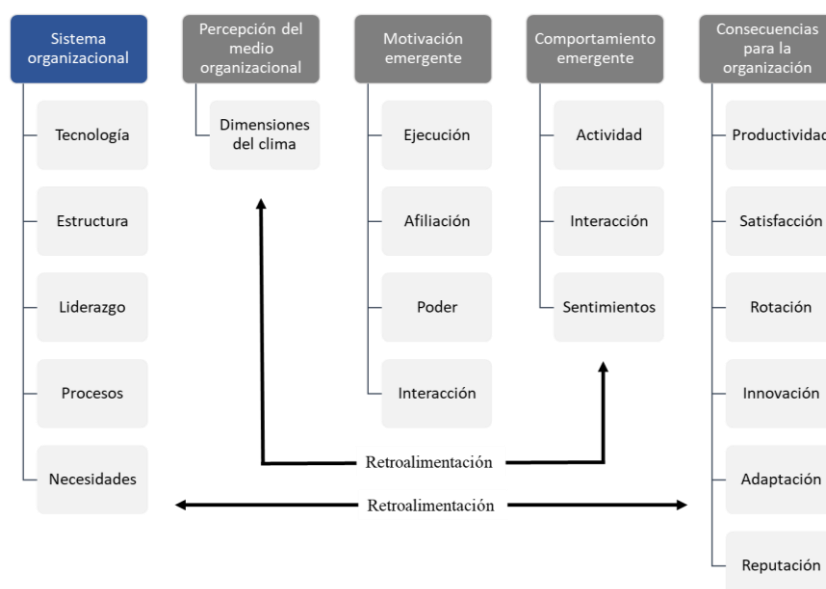 Sistema
organizacional
Tecnología
Estructura
Liderazgo
Procesos
Necesidades
Percepción del
medio
organizacional
Dimensiones
del clima
Motivación
emergente
Ejecución
Afiliación
Poder
Interacción
Comportamiento
emergente
Actividad
Interacción
Sentimientos
Consecuencias
para la
organización
Productividad
Satisfacción
Rotación
Innovación
Adaptación
Reputación
Retroalimentación
Retroalimentación